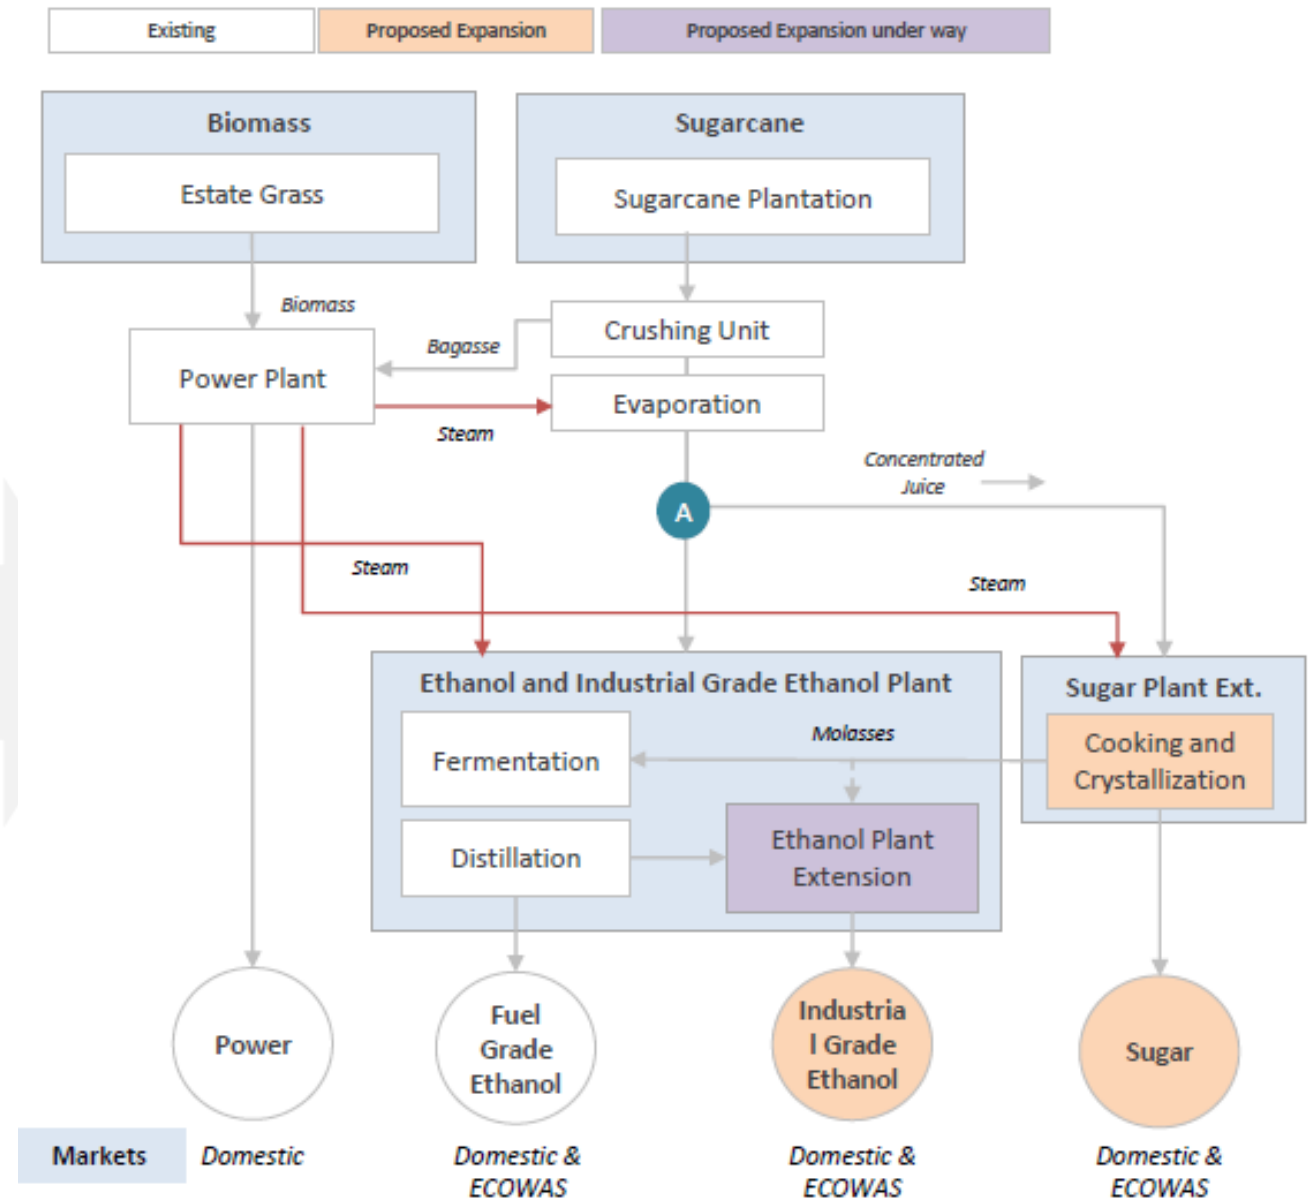 Existing
Proposed Expansion
Proposed Expansion under way
Biomass
Sugarcane
Estate Grass
Sugarcane Plantation
Biomass
Crushing Unit
Bagasse
Power Plant
Evaporation
Steam
Concentrated
Juice
A
Steam
Steam
Ethanol and Industrial Grade Ethanol Plant
Sugar Plant Ext.
Molasses
Fermentation
Cooking and
Crystallization
Distillation
Ethanol Plant
Extension
Power
Fuel
Grade
Ethanol
Industria
l Grade
Ethanol
Sugar
Markets
Domestic
Domestic &
ECOWAS
Domestic &
ECOWAS
Domestic &
ECOWAS